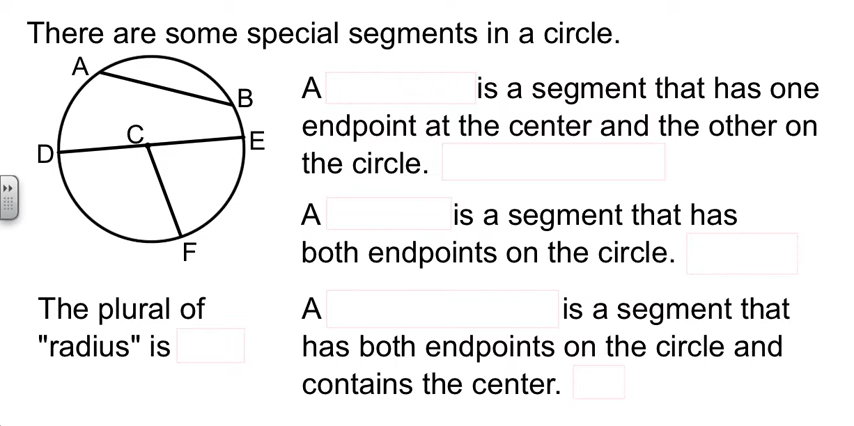 There are some special segments in a circle.
A
B
C
D
E
F
A is a segment that has one
endpoint at the center and the other on
the circle.
A is a segment that has
both endpoints on the circle.
The plural of
"radius" is
A is a segment that
has both endpoints on the circle and
contains the center.